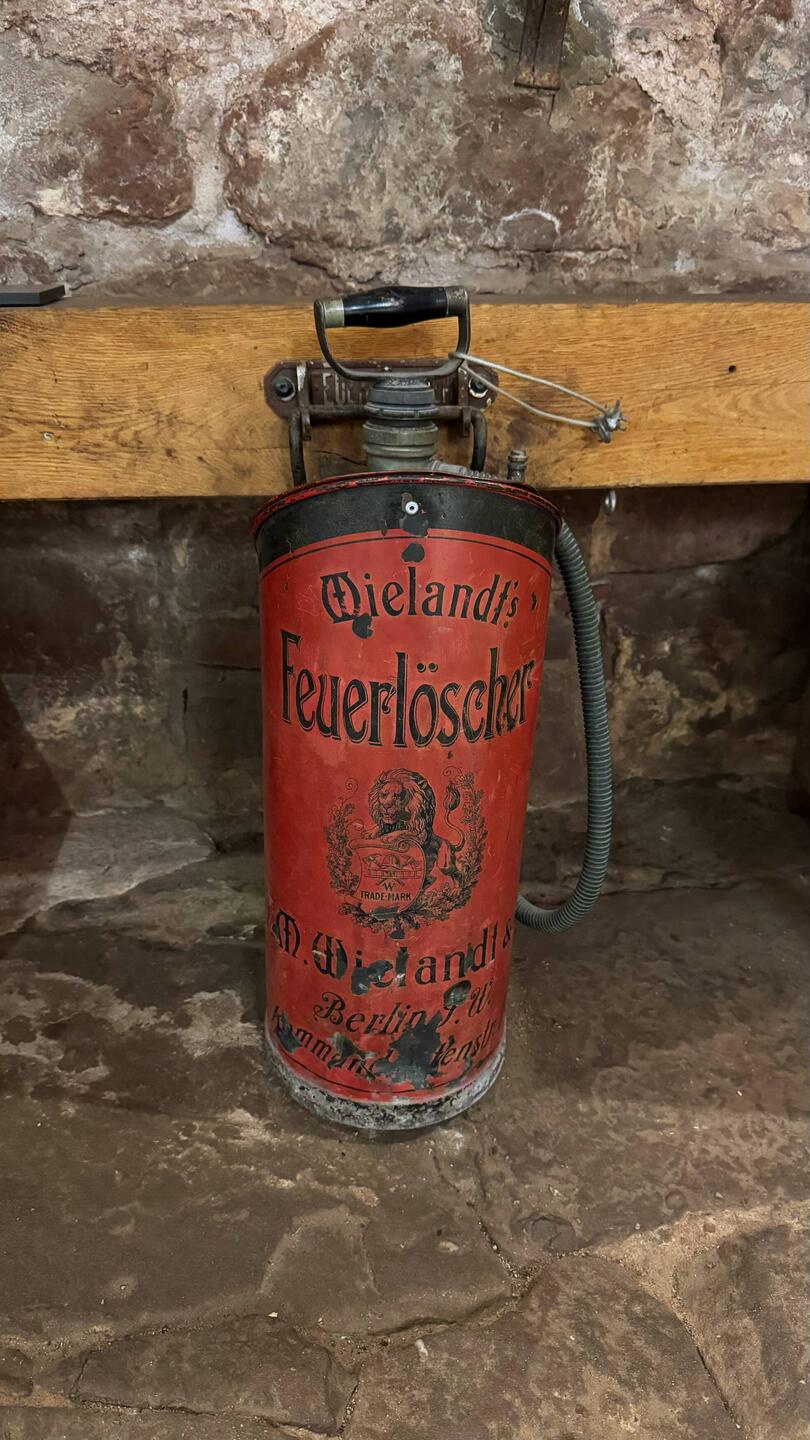 Wielandt's
Feuerlöscher
W
TRADE-MARK
M. Wielandt &
Berlin S.W.